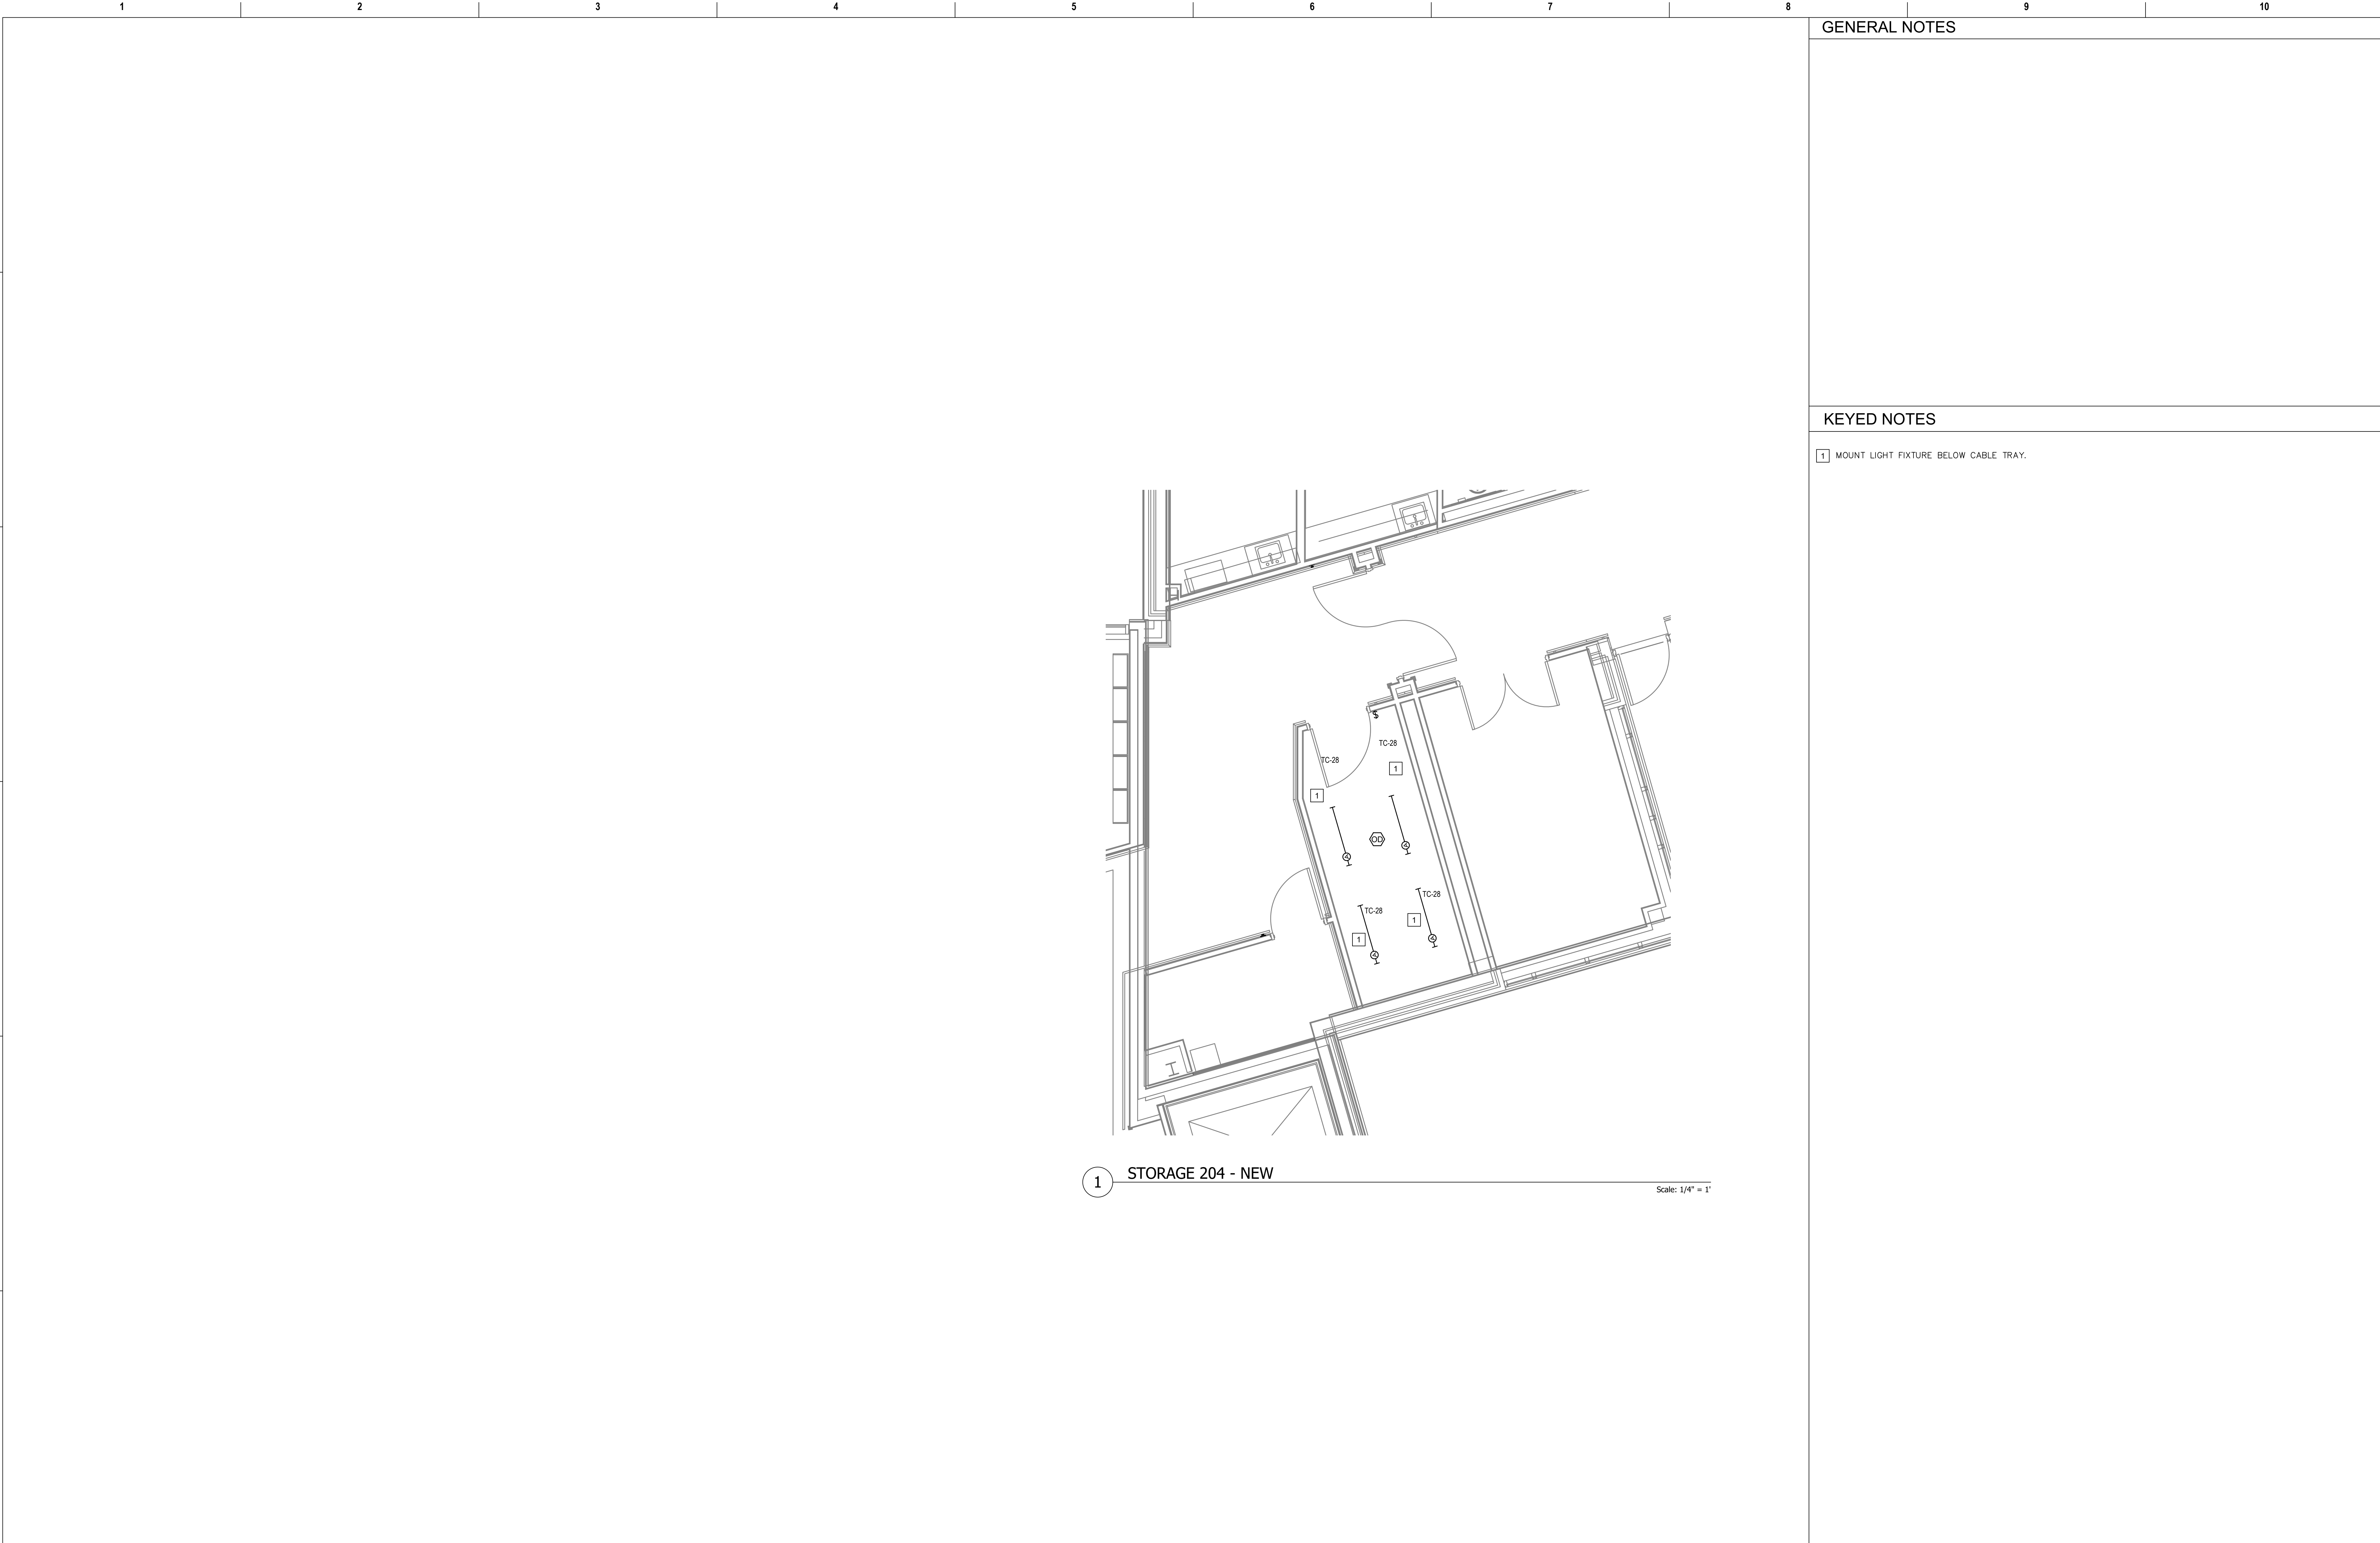 1 2 3 4 5 6 7 8 9 10
GENERAL NOTES
KEYED NOTES
1 MOUNT LIGHT FIXTURE BELOW CABLE TRAY.
$
TC-28
TC-28
1
1
OD
A
A
TC-28
TC-28
1
1
A
A
1 STORAGE 204 - NEW
Scale: 1/4" = 1'